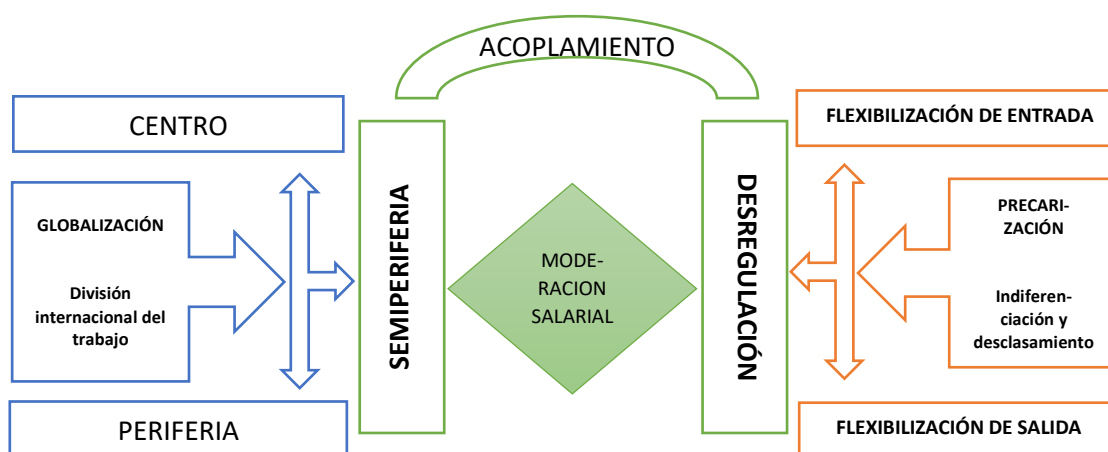 ACOPLAMIENTO
CENTRO
GLOBALIZACIÓN
División
internacional del
trabajo
PERIFERIA
SEMIPERIFERIA
MODE-
RACION
SALARIAL
DESREGULACIÓN
FLEXIBILIZACIÓN DE ENTRADA
PRECARI-
ZACIÓN
Indiferen-
ciación y
desclasamiento
FLEXIBILIZACIÓN DE SALIDA